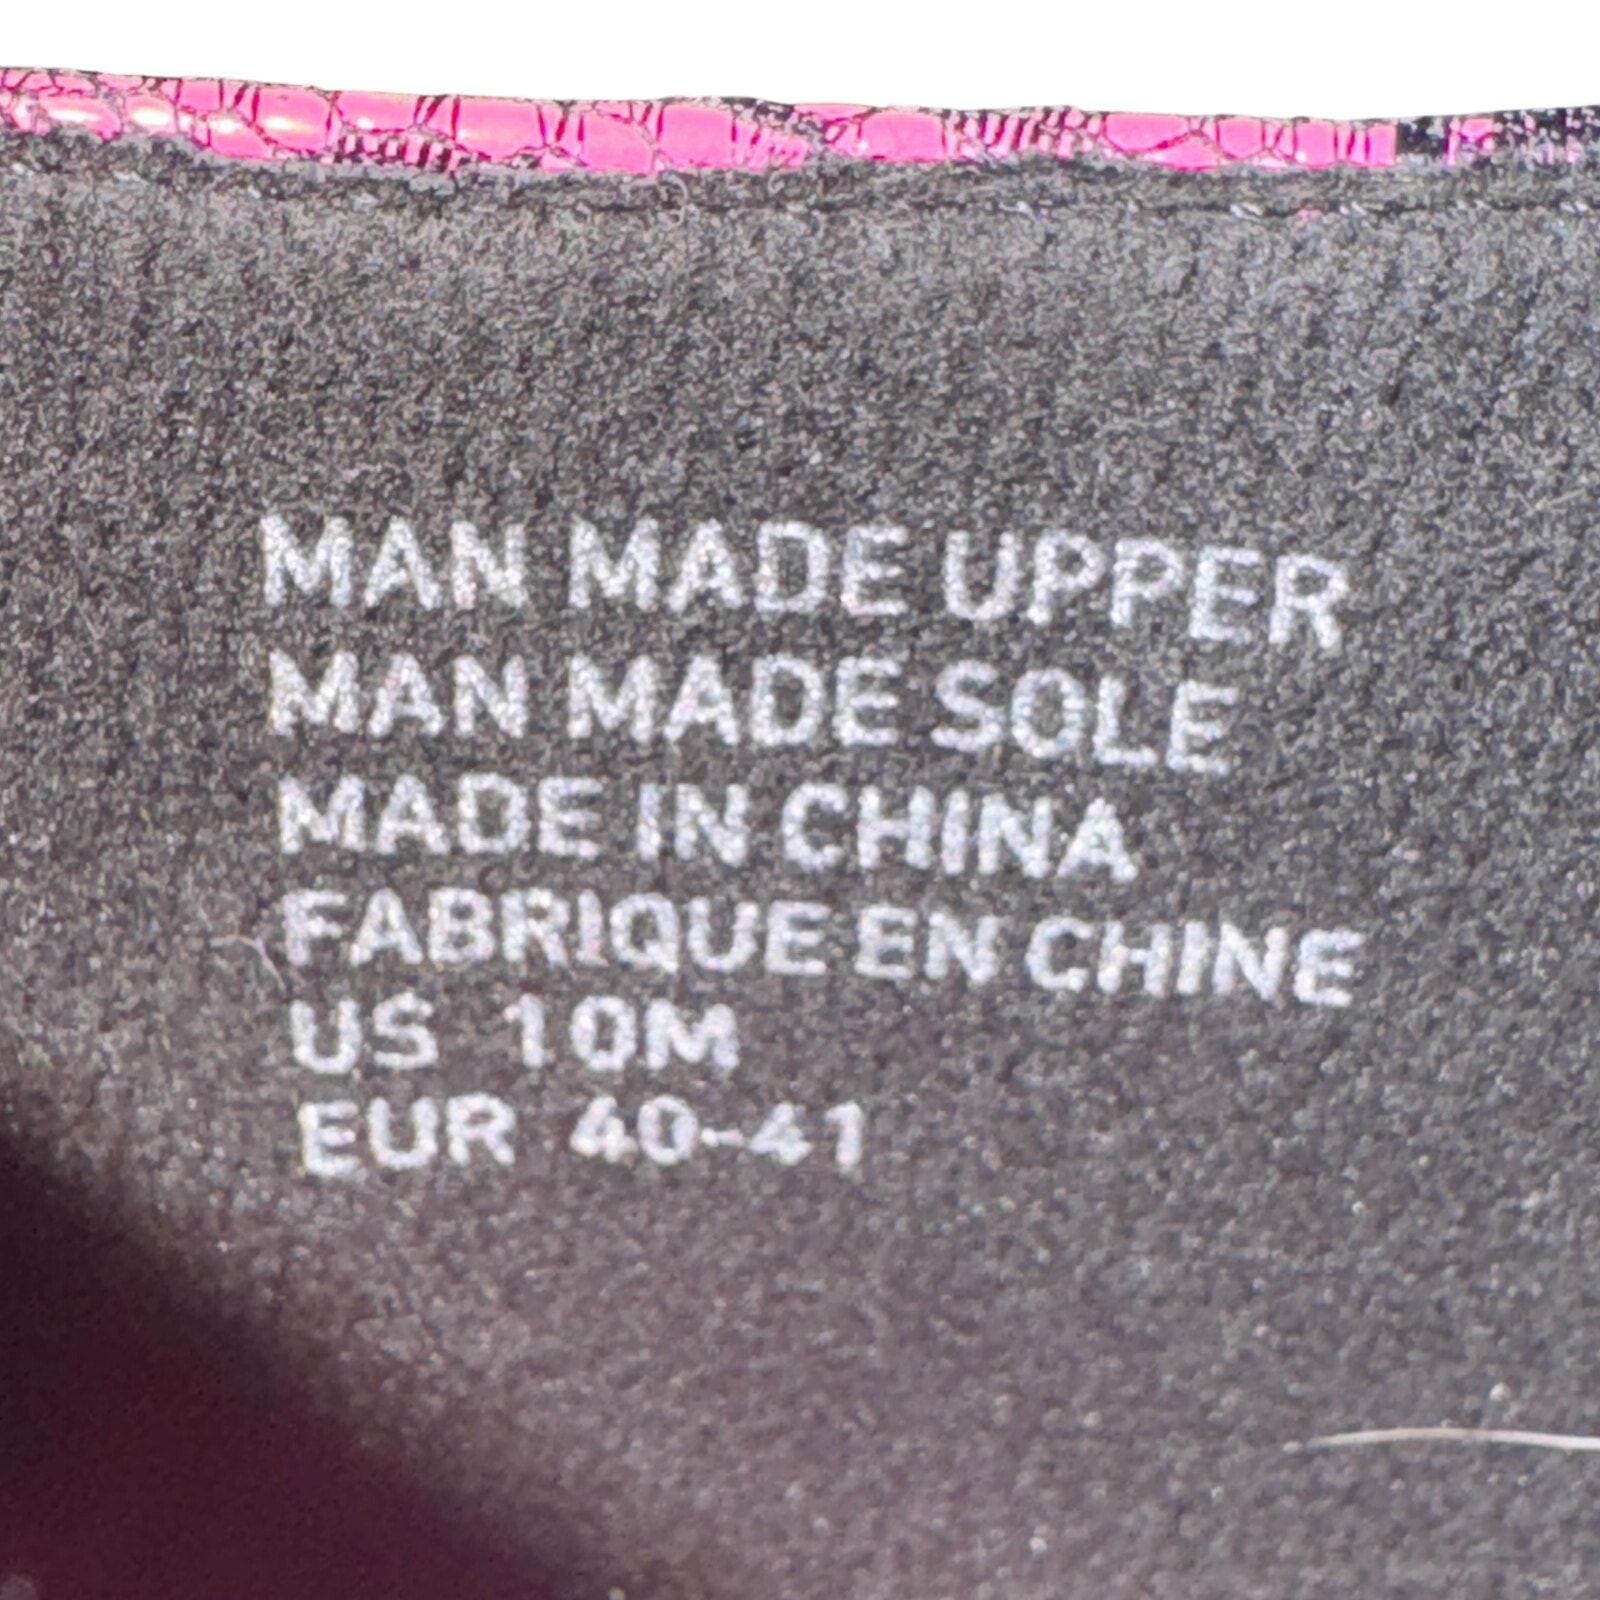 MAN MADE UPPER
MAN MADE SOLE
MADE IN CHINA
FABRIQUE EN CHINE
US 10M
EUR 40-41